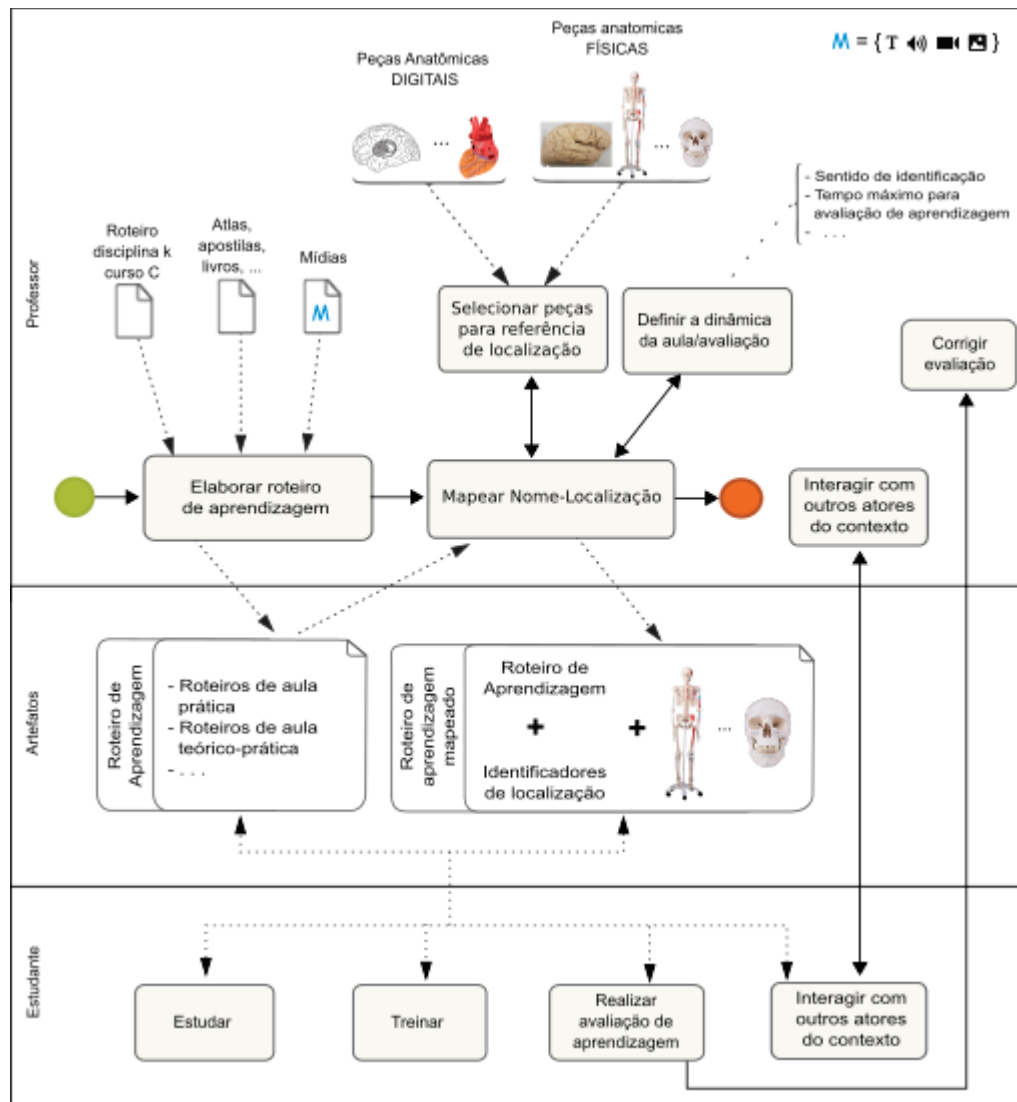 Peças Anatômicas
DIGITAIS
...
Peças anatomicas
FÍSICAS
...
M = { T }
- Sentido de identificação
- Tempo máximo para
avaliação de aprendizagem
- . . .
Professor
Roteiro
disciplina k
curso C
Atlas,
apostilas,
livros, ...
Mídias
M
Selecionar peças
para referência
de localização
Definir a dinâmica
da aula/avaliação
Corrigir
evaliação
Elaborar roteiro
de aprendizagem
Mapear Nome-Localização
Interagir com
outros atores
do contexto
Artefatos
Roteiro de
Aprendizagem
- Roteiros de aula
prática
- Roteiros de aula
teórico-prática
- . . .
Roteiro de
aprendizagem
mapeado
Roteiro de
Aprendizagem
+
+
...
Identificadores
de localização
Estudante
Estudar
Treinar
Realizar
avaliação de
aprendizagem
Interagir com
outros atores
do contexto